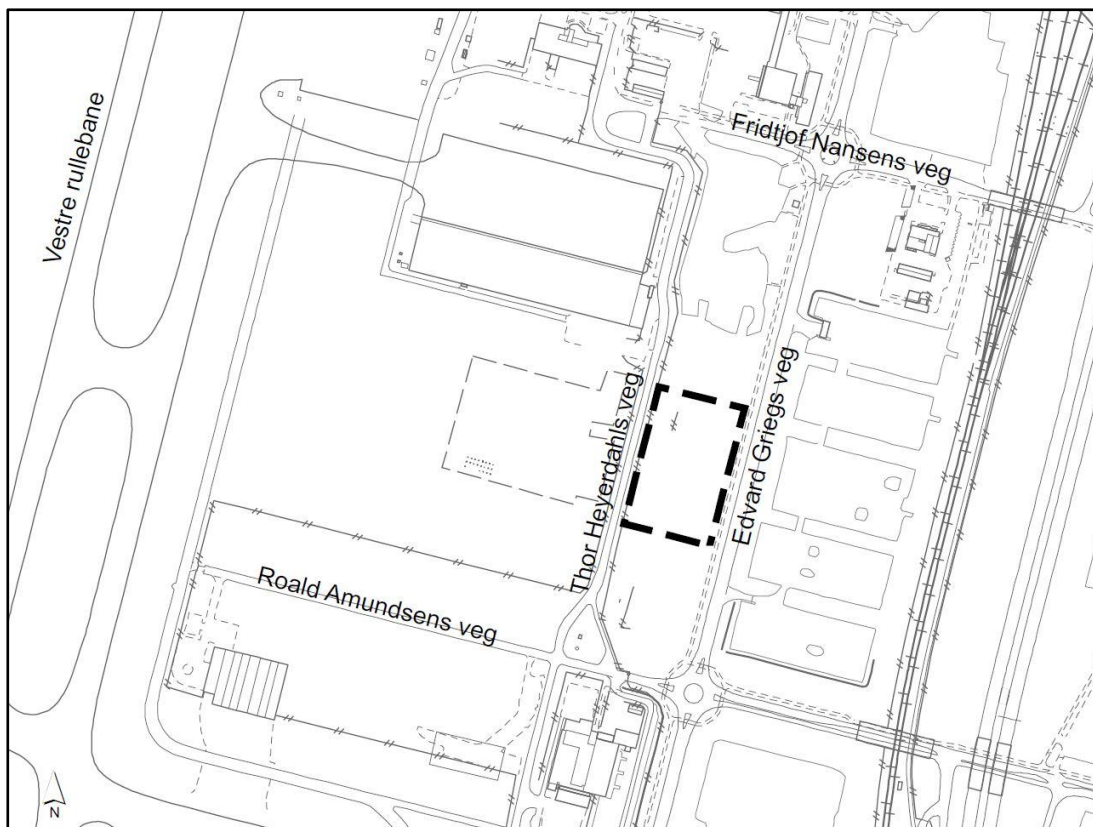 Vestre rullebane
Fridtjof Nansens veg
Thor Heyerdahls veg
Edvard Griegs veg
Roald Amundsens veg
N